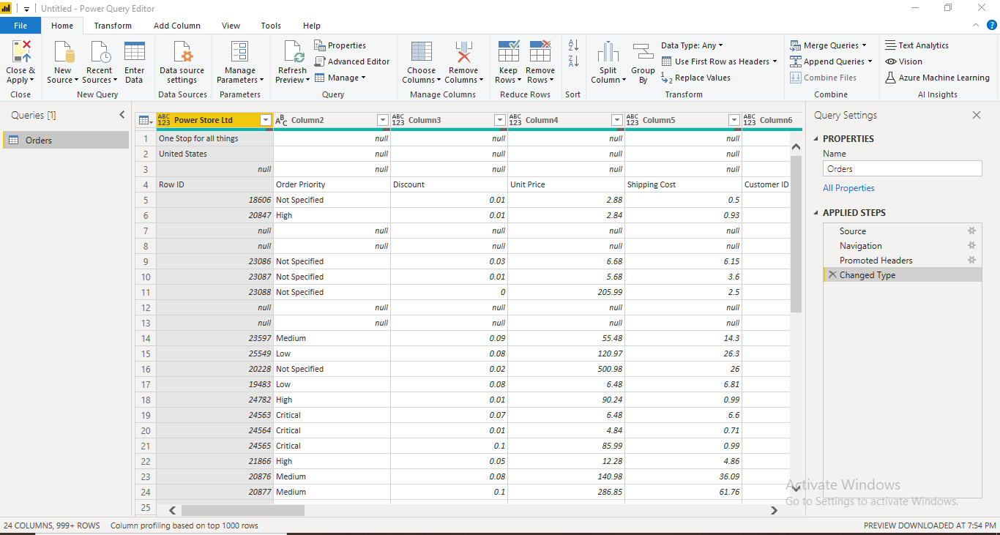 Untitled - Power Query Editor
File Home Transform Add Column View Tools Help
Close & Apply
New Source
Recent Sources
Enter Data
Data source settings
Manage Parameters
Refresh Preview
Properties
Advanced Editor
Manage
Choose Columns
Remove Columns
Keep Rows
Remove Rows
Split Column
Group By
Data Type: Any
Use First Row as Headers
Replace Values
Merge Queries
Append Queries
Combine Files
Text Analytics
Vision
Azure Machine Learning
Close New Query Data Sources Parameters Query Manage Columns Reduce Rows Sort Transform Combine AI Insights
Queries [1]
Orders
ABC 123 Power Store Ltd ABC Column2 ABC 123 Column3 ABC 123 Column4 ABC 123 Column5 ABC 123 Column6
1 One Stop for all things null null null null
2 United States null null null null
3 null null null null null
4 Row ID Order Priority Discount Unit Price Shipping Cost Customer ID
5 18606 Not Specified 0.01 2.88 0.5
6 20847 High 0.01 2.84 0.93
7 null null null null null
8 null null null null null
9 23086 Not Specified 0.03 6.68 6.15
10 23087 Not Specified 0.01 5.68 3.6
11 23088 Not Specified 0 205.99 2.5
12 null null null null null
13 null null null null null
14 23597 Medium 0.09 55.48 14.3
15 25549 Low 0.08 120.97 26.3
16 20228 Not Specified 0.02 500.98 26
17 19483 Low 0.08 6.48 6.81
18 24782 High 0.01 90.24 0.99
19 24563 Critical 0.07 6.48 6.6
20 24564 Critical 0.01 4.84 0.71
21 24565 Critical 0.1 85.99 0.99
22 21866 High 0.05 12.28 4.86
23 20876 Medium 0.08 140.98 36.09
24 20877 Medium 0.1 286.85 61.76
25
Query Settings
PROPERTIES
Name
Orders
All Properties
APPLIED STEPS
Source
Navigation
Promoted Headers
Changed Type
Activate Windows
Go to Settings to activate Windows.
24 COLUMNS, 999+ ROWS Column profiling based on top 1000 rows PREVIEW DOWNLOADED AT 7:54 PM